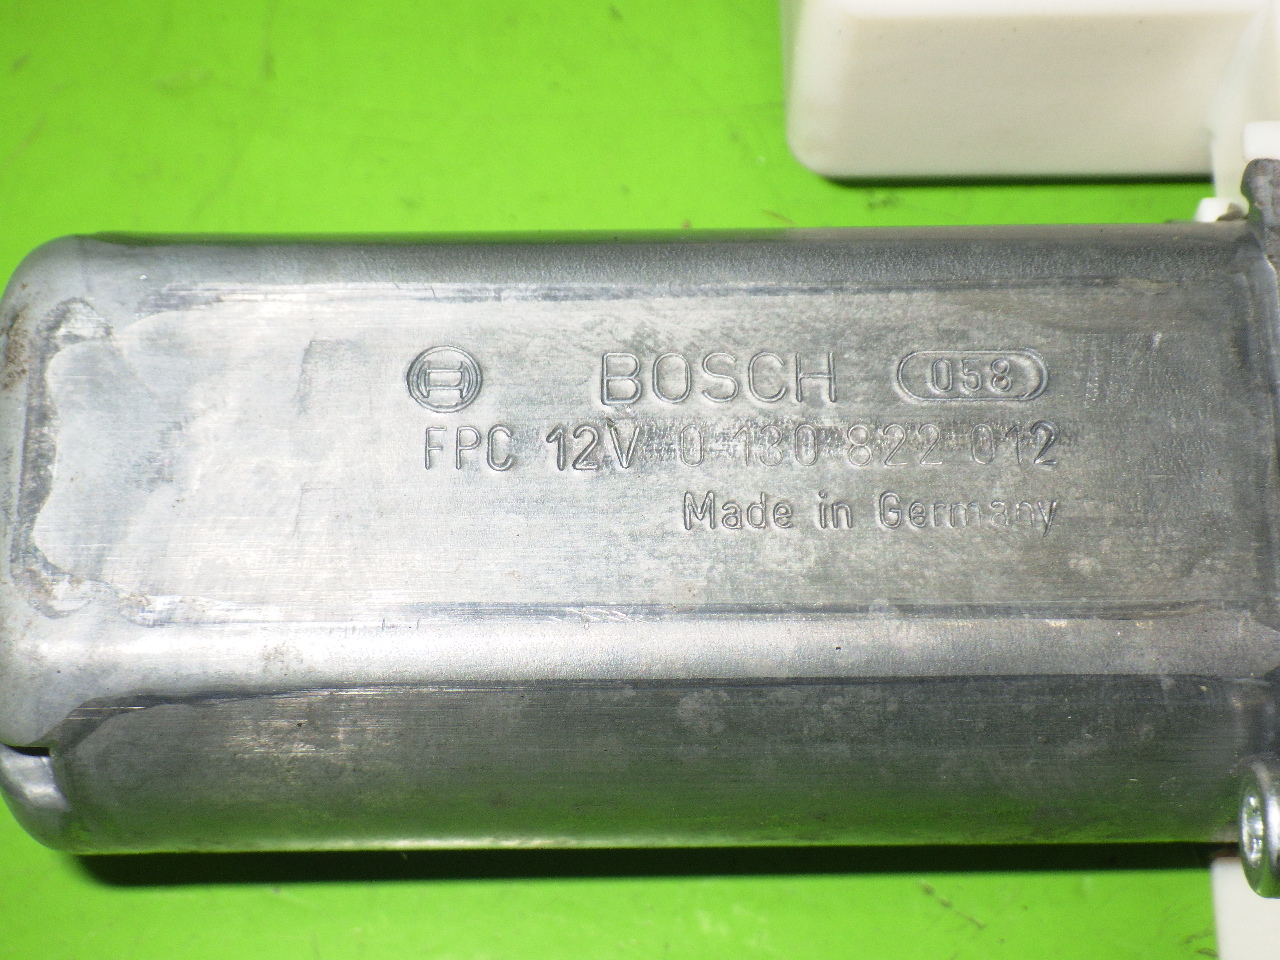 BOSCH 058
FPC 12V 0 130 822 012
Made in Germany